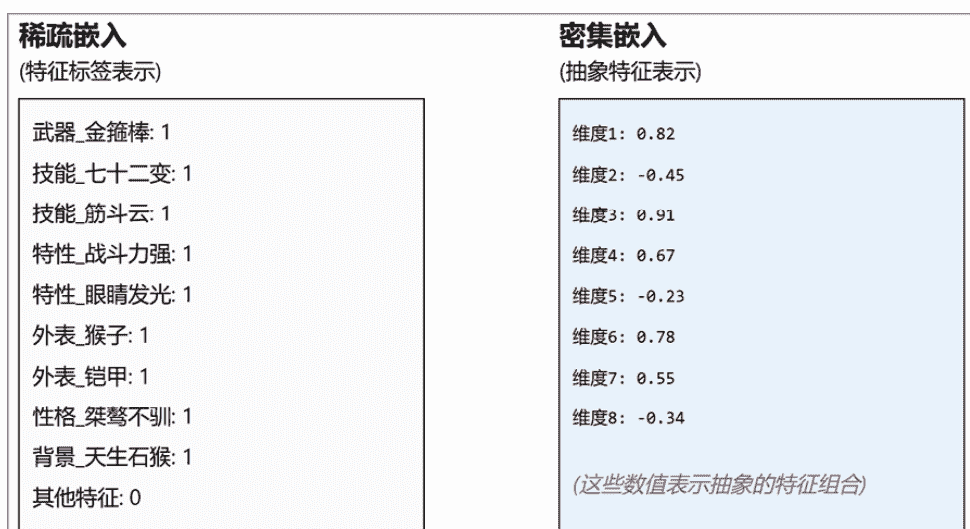 稀疏嵌入
(特征标签表示)
武器_金箍棒: 1
技能_七十二变: 1
技能_筋斗云: 1
特性_战斗力强: 1
特性_眼睛发光: 1
外表_猴子: 1
外表_铠甲: 1
性格_桀骜不驯: 1
背景_天生石猴: 1
其他特征: 0
密集嵌入
(抽象特征表示)
维度1: 0.82
维度2: -0.45
维度3: 0.91
维度4: 0.67
维度5: -0.23
维度6: 0.78
维度7: 0.55
维度8: -0.34
(这些数值表示抽象的特征组合)